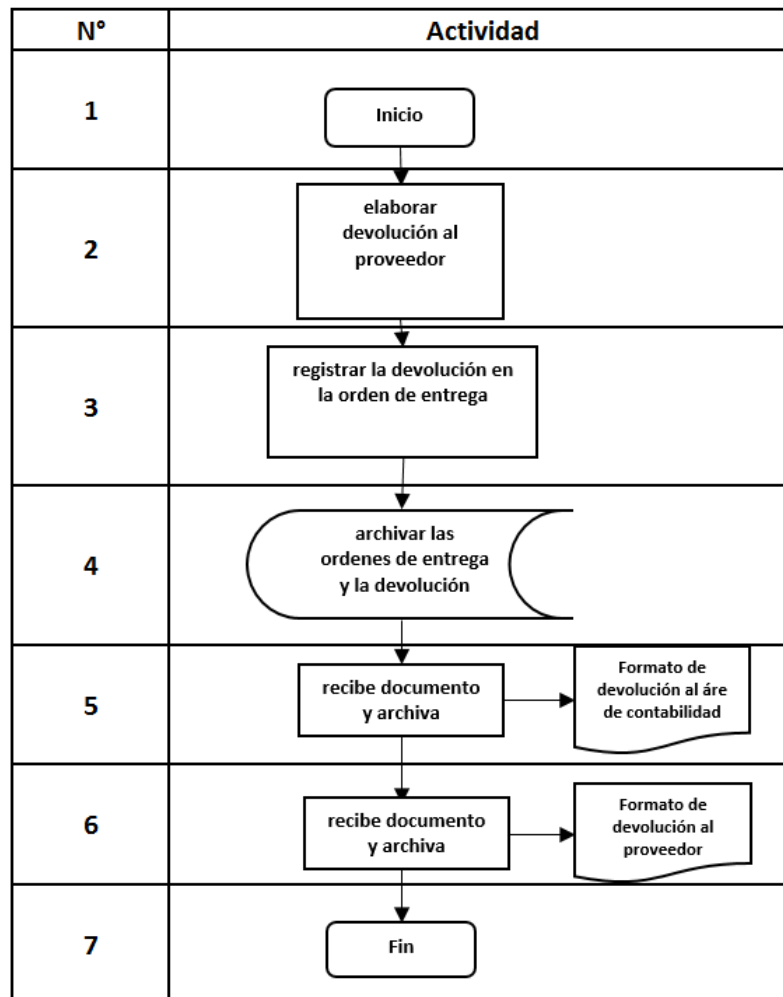 N° Actividad
1
Inicio
2
elaborar
devolución al
proveedor
3
registrar la devolución en
la orden de entrega
4
archivar las
ordenes de entrega
y la devolución
5
recibe documento
y archiva
Formato de
devolución al áre
de contabilidad
6
recibe documento
y archiva
Formato de
devolución al
proveedor
7
Fin